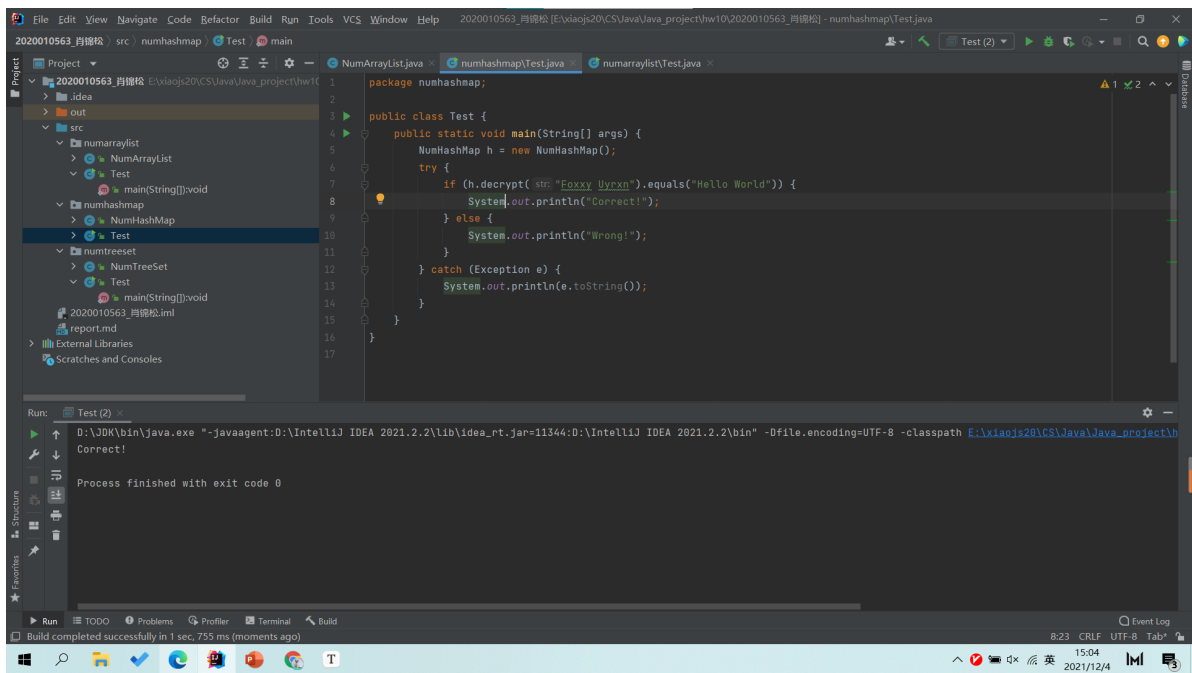 File Edit View Navigate Code Refactor Build Run Tools VCS Window Help 2020010563_肖锦松 [E:\xiaojs20\CS\Java\Java_project\hw10\2020010563_肖锦松] - numhashmap\Test.java
2020010563_肖锦松 src numhashmap Test main
Test (2)
Project
Project
NumArrayList.java
numhashmap\Test.java
numarraylist\Test.java
Database
2020010563_肖锦松 E:\xiaojs20\CS\Java\Java_project\hw10
.idea
out
src
numarraylist
NumArrayList
Test
main(String[]):void
numhashmap
NumHashMap
Test
numtreeset
NumTreeSet
Test
main(String[]):void
2020010563_肖锦松.iml
report.md
External Libraries
Scratches and Consoles
1 package numhashmap;
1 2
2
3 public class Test {
4 public static void main(String[] args) {
5 NumHashMap h = new NumHashMap();
6 try {
7 if (h.decrypt( str: "Foxxy Uyrxn").equals("Hello World")) {
8 System.out.println("Correct!");
9 } else {
10 System.out.println("Wrong!");
11 }
12 } catch (Exception e) {
13 System.out.println(e.toString());
14 }
15 }
16 }
17
Run: Test (2)
D:\JDK\bin\java.exe "-javaagent:D:\IntelliJ IDEA 2021.2.2\lib\idea_rt.jar=11344:D:\IntelliJ IDEA 2021.2.2\bin" -Dfile.encoding=UTF-8 -classpath E:\xiaojs20\CS\Java\Java_project\h
Correct!
Process finished with exit code 0
Structure
Favorites
Run TODO Problems Profiler Terminal Build Event Log
Build completed successfully in 1 sec, 755 ms (moments ago) 8:23 CRLF UTF-8 Tab*
T
英
15:04
2021/12/4
3